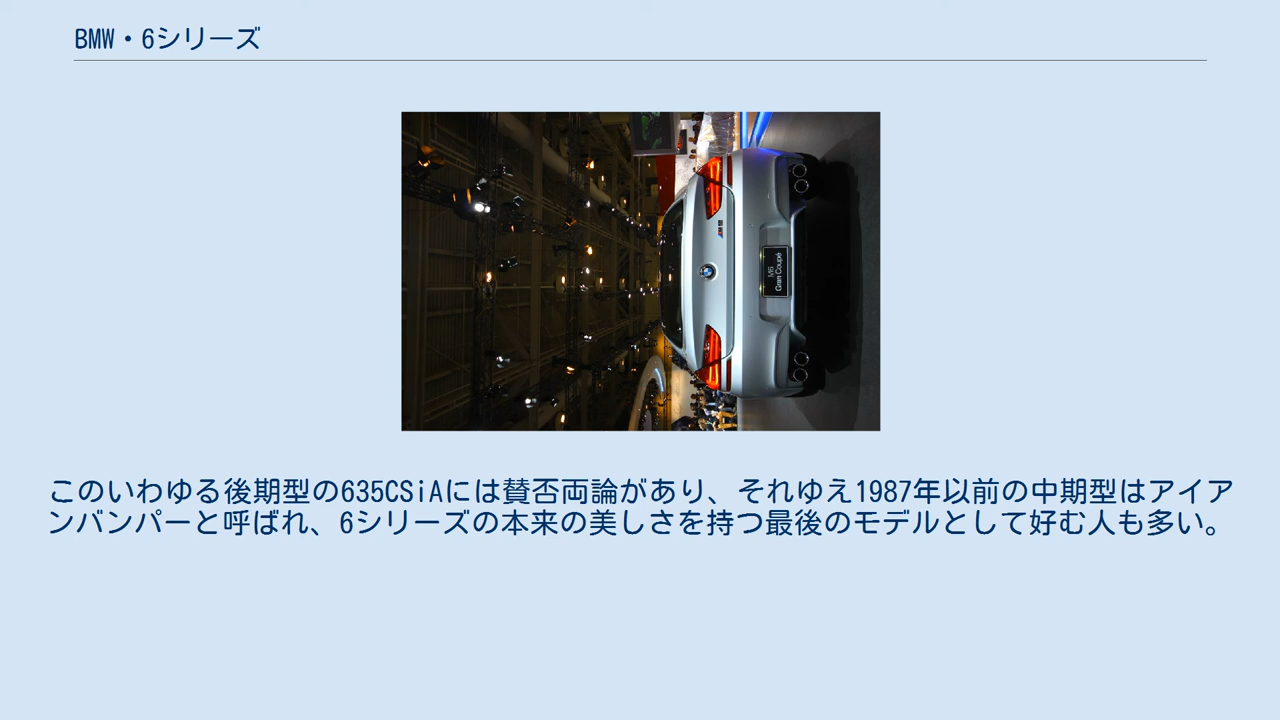 BMW・6シリーズ
M6
M6
Gran Coupé
このいわゆる後期型の635CSiAには賛否両論があり、それゆえ1987年以前の中期型はアイア
ンバンパーと呼ばれ、6シリーズの本来の美しさを持つ最後のモデルとして好む人も多い。